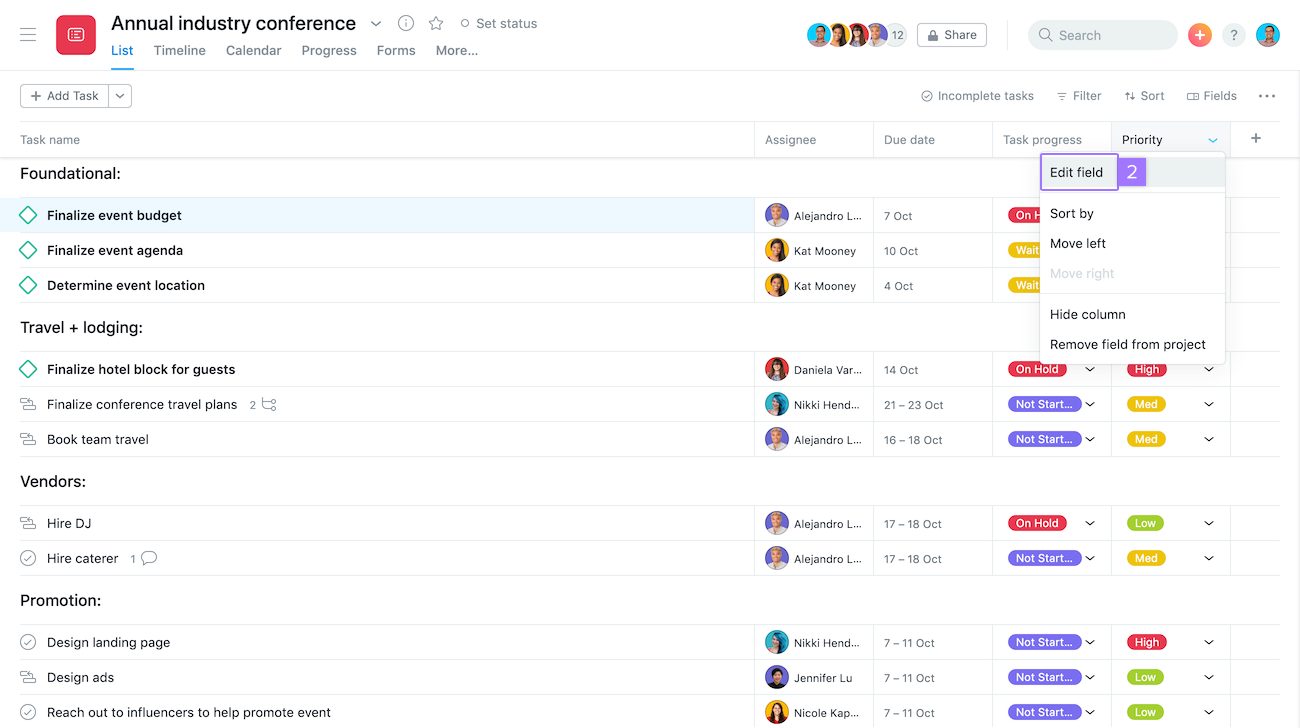 Annual industry conference Set status
List Timeline Calendar Progress Forms More...
12 Share Search + ?
+ Add Task Incomplete tasks Filter Sort Fields ...
Task name Assignee Due date Task progress Priority +
Foundational:
Edit field 2
Sort by
Move left
Move right
Hide column
Remove field from project
Finalize event budget Alejandro L... 7 Oct On H
Finalize event agenda Kat Mooney 10 Oct Wait
Determine event location Kat Mooney 4 Oct Wait
Travel + lodging:
Finalize hotel block for guests Daniela Var... 14 Oct On Hold High
Finalize conference travel plans 2 Nikki Hend... 21 – 23 Oct Not Start... Med
Book team travel Alejandro L... 16 – 18 Oct Not Start... Med
Vendors:
Hire DJ Alejandro L... 17 – 18 Oct On Hold Low
Hire caterer 1 Alejandro L... 17 – 18 Oct Not Start... Med
Promotion:
Design landing page Nikki Hend... 7 – 11 Oct Not Start... High
Design ads Jennifer Lu 7 – 11 Oct Not Start... Low
Reach out to influencers to help promote event Nicole Kap... 7 – 11 Oct Not Start... Low